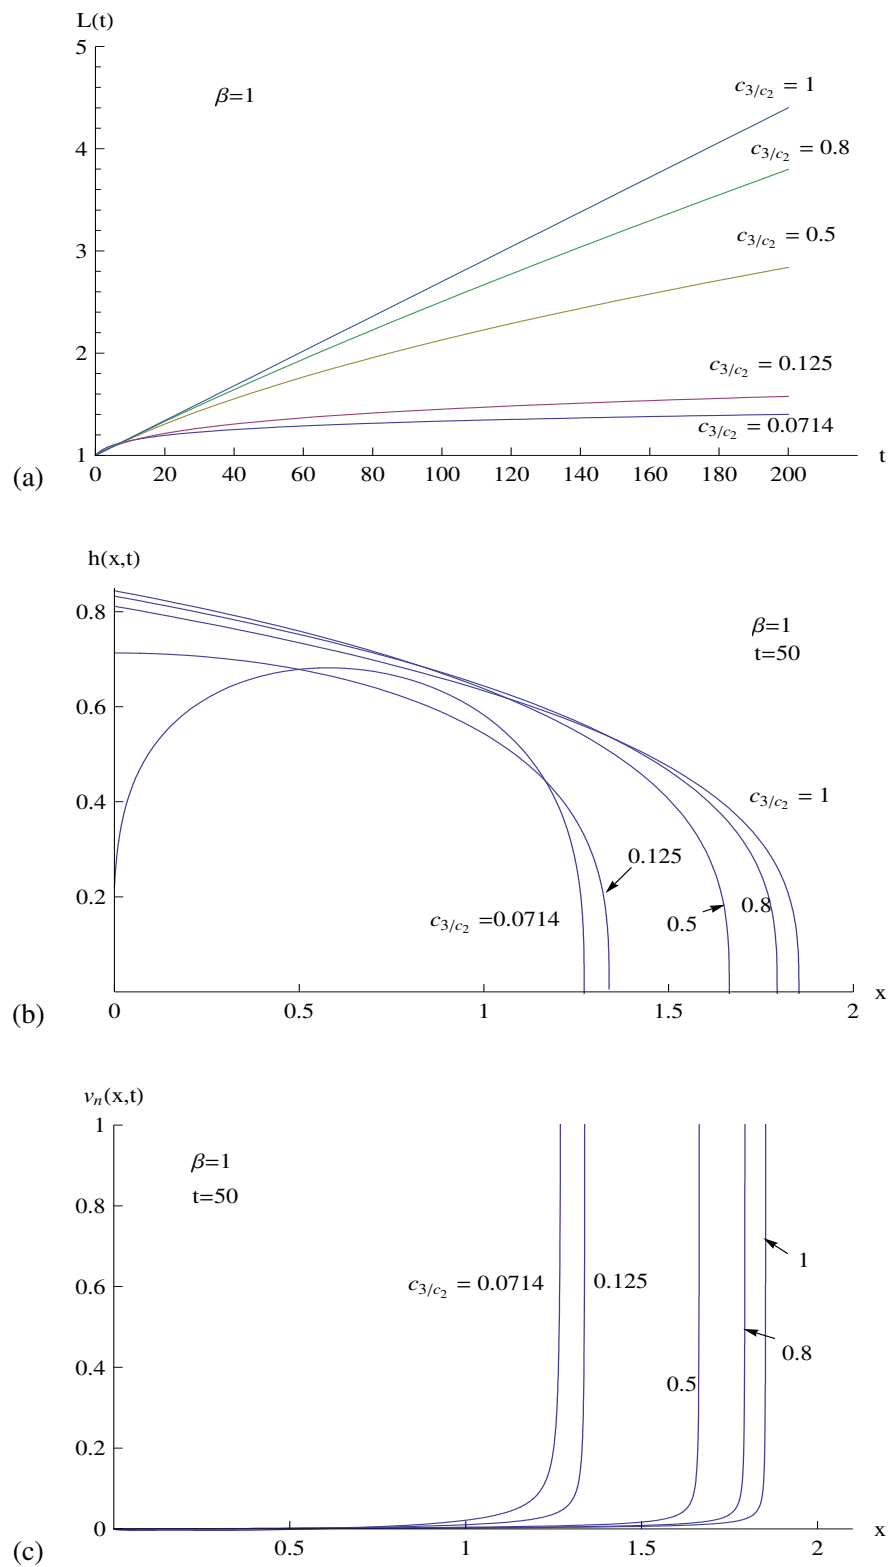 L(t)
5
β=1
c3/c2 = 1
4
c3/c2 = 0.8
3
c3/c2 = 0.5
2
c3/c2 = 0.125
c3/c2 = 0.0714
1
t
0 20 40 60 80 100 120 140 160 180 200
(a)
h(x,t)
0.8
β=1
t=50
0.6
0.4
c3/c2 = 1
0.125
0.2
c3/c2 =0.0714
0.5
0.8
(b)
0 0.5 1 1.5 2 x
vn(x,t)
1
β=1
t=50
0.8
1
c3/c2 = 0.0714
0.125
0.6
0.4
0.8
0.5
0.2
0
x
0.5 1 1.5 2
(c)